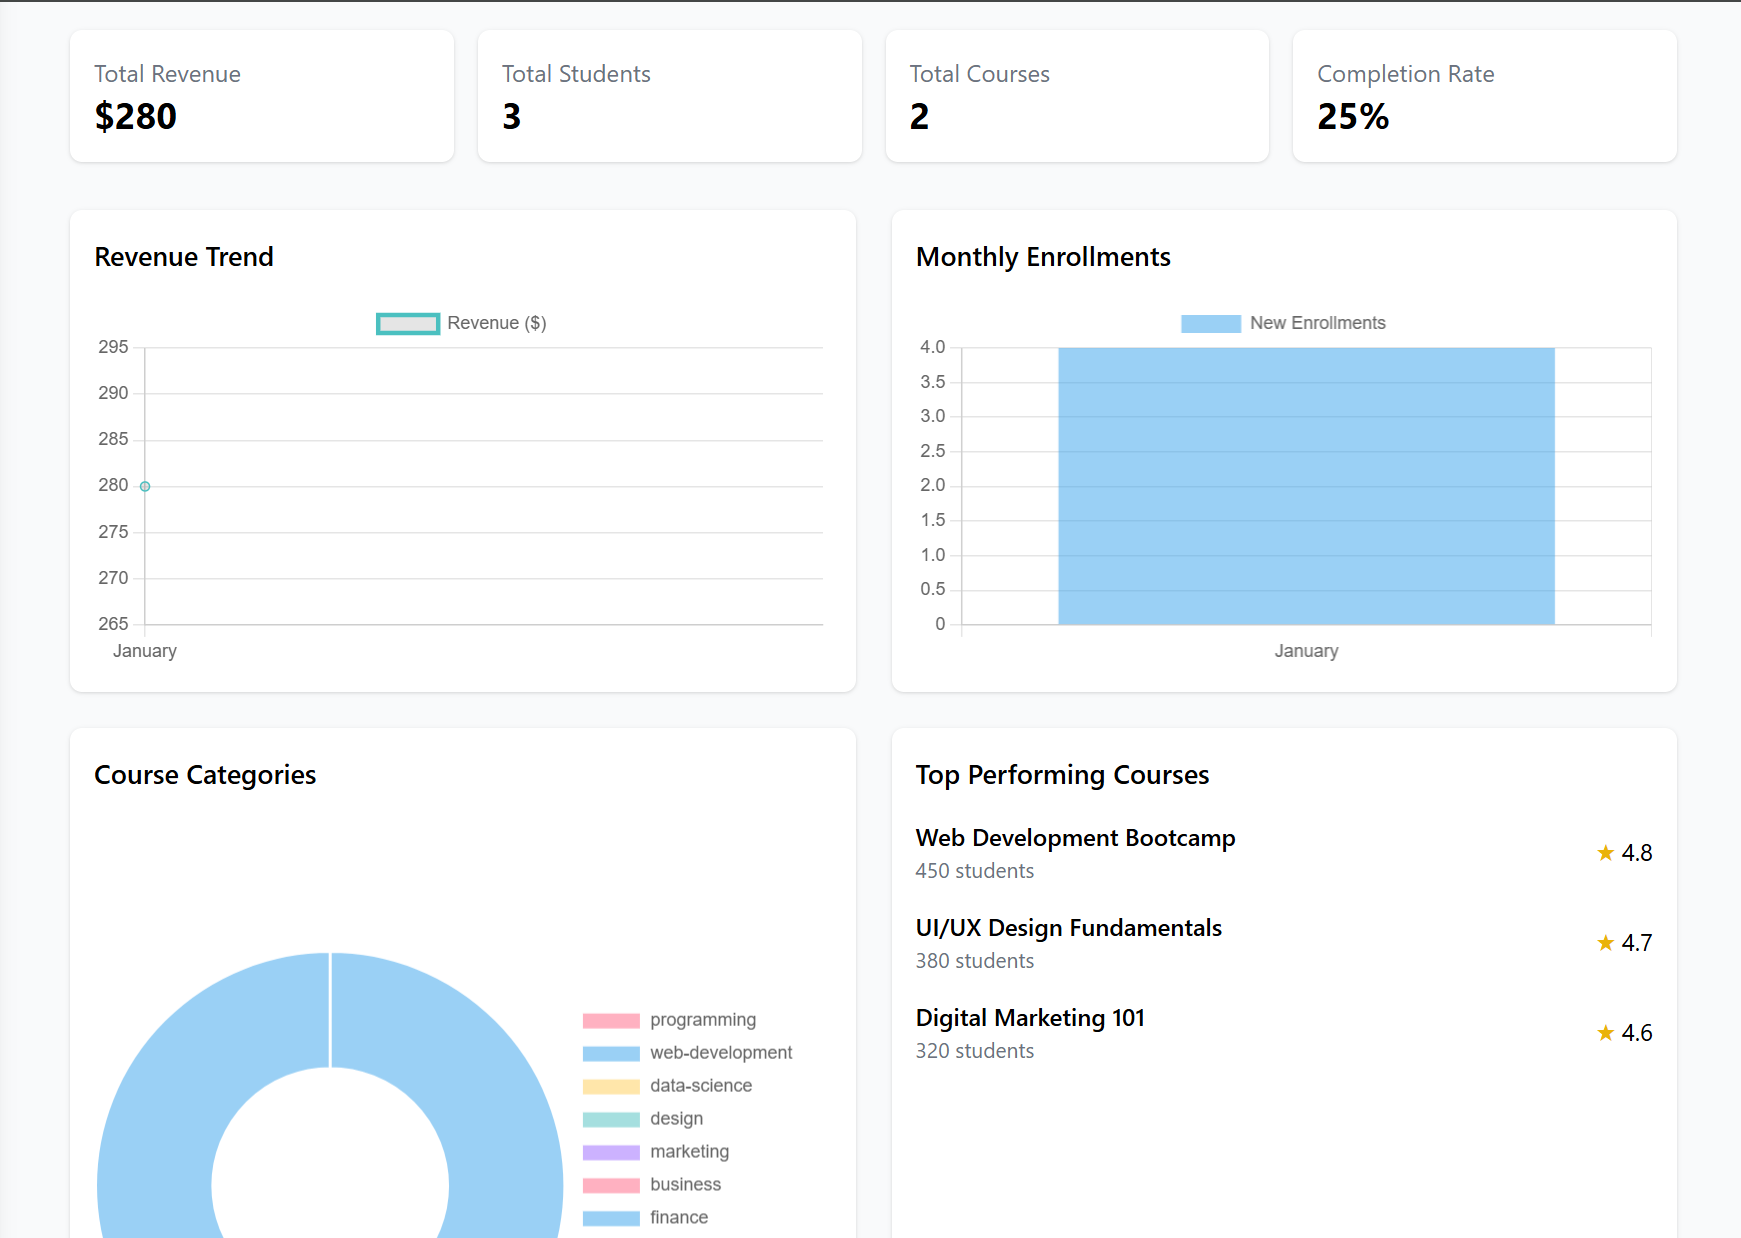 Total Revenue
$280
Total Students
3
Total Courses
2
Completion Rate
25%
Revenue Trend
Revenue ($)
295
290
285
280
275
270
265
January
Monthly Enrollments
New Enrollments
4.0
3.5
3.0
2.5
2.0
1.5
1.0
0.5
0
January
Course Categories
programming
web-development
data-science
design
marketing
business
finance
Top Performing Courses
Web Development Bootcamp
450 students
★ 4.8
UI/UX Design Fundamentals
380 students
★ 4.7
Digital Marketing 101
320 students
★ 4.6